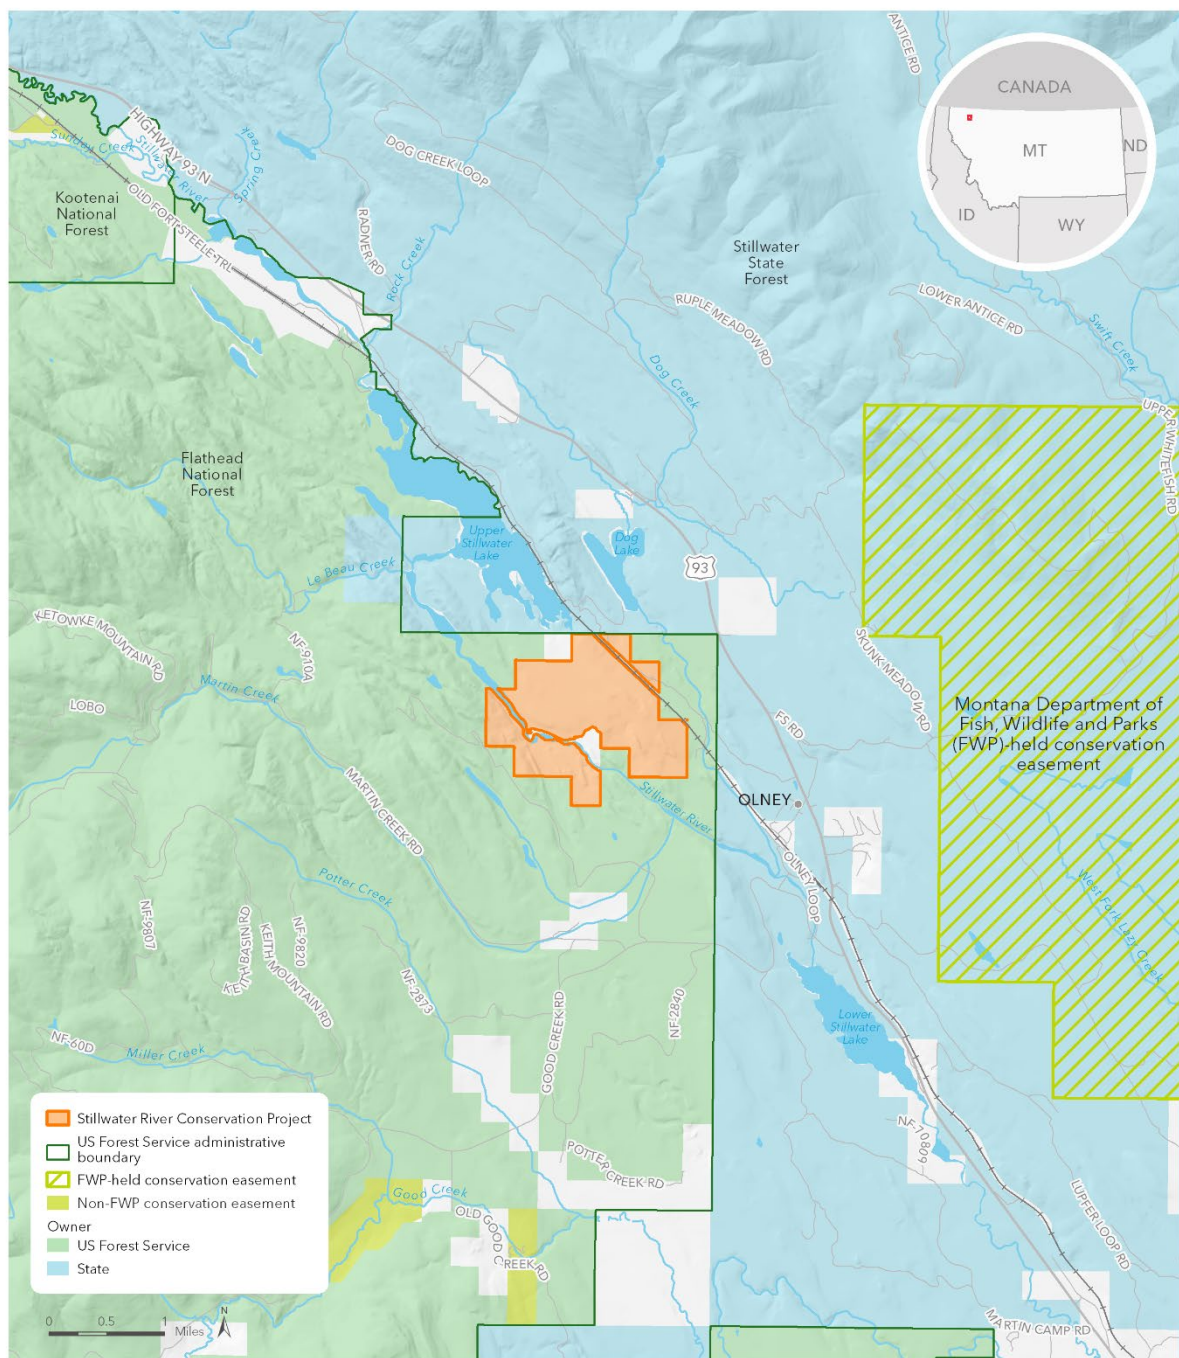 ANTICE RD
CANADA
MT
ND
ID
WY
HIGHWAY 93 N
Sunday Creek
Stillwater River
Spring Creek
DOG CREEK LOOP
Kootenai
National
Forest
OLD FORT STEELE TRL
RADNER RD
Rock Creek
Stillwater
State
Forest
RUPLE MEADOW RD
LOWER ANTICE RD
Swift Creek
Dog Creek
UPPER WHITEFISH RD
Flathead
National
Forest
Upper
Stillwater
Lake
Dog
Lake
93
Le Beau Creek
KETOWKE MOUNTAIN RD
NF-910A
SKUNK MEADOW RD
Martin Creek
LOBO
FS RD
Montana Department of
Fish, Wildlife and Parks
(FWP)-held conservation
easement
MARTIN CREEK RD
Stillwater River
OLNEY
OLNEY LOOP
Potter Creek
West Fork Lazy Creek
NF-9807
KEITH BASIN RD
KEITH MOUNTAIN RD
NF-9820
NF-2873
GOOD CREEK RD
NF-2840
Lower
Stillwater
Lake
NF-60D
Miller Creek
NF-70809
POTTER CREEK RD
LUPFER LOOP RD
Good Creek
OLD GOOD CREEK RD
MARTIN CAMP RD
Stillwater River Conservation Project
US Forest Service administrative
boundary
FWP-held conservation easement
Non-FWP conservation easement
Owner
US Forest Service
State
0 0.5 1
Miles
N